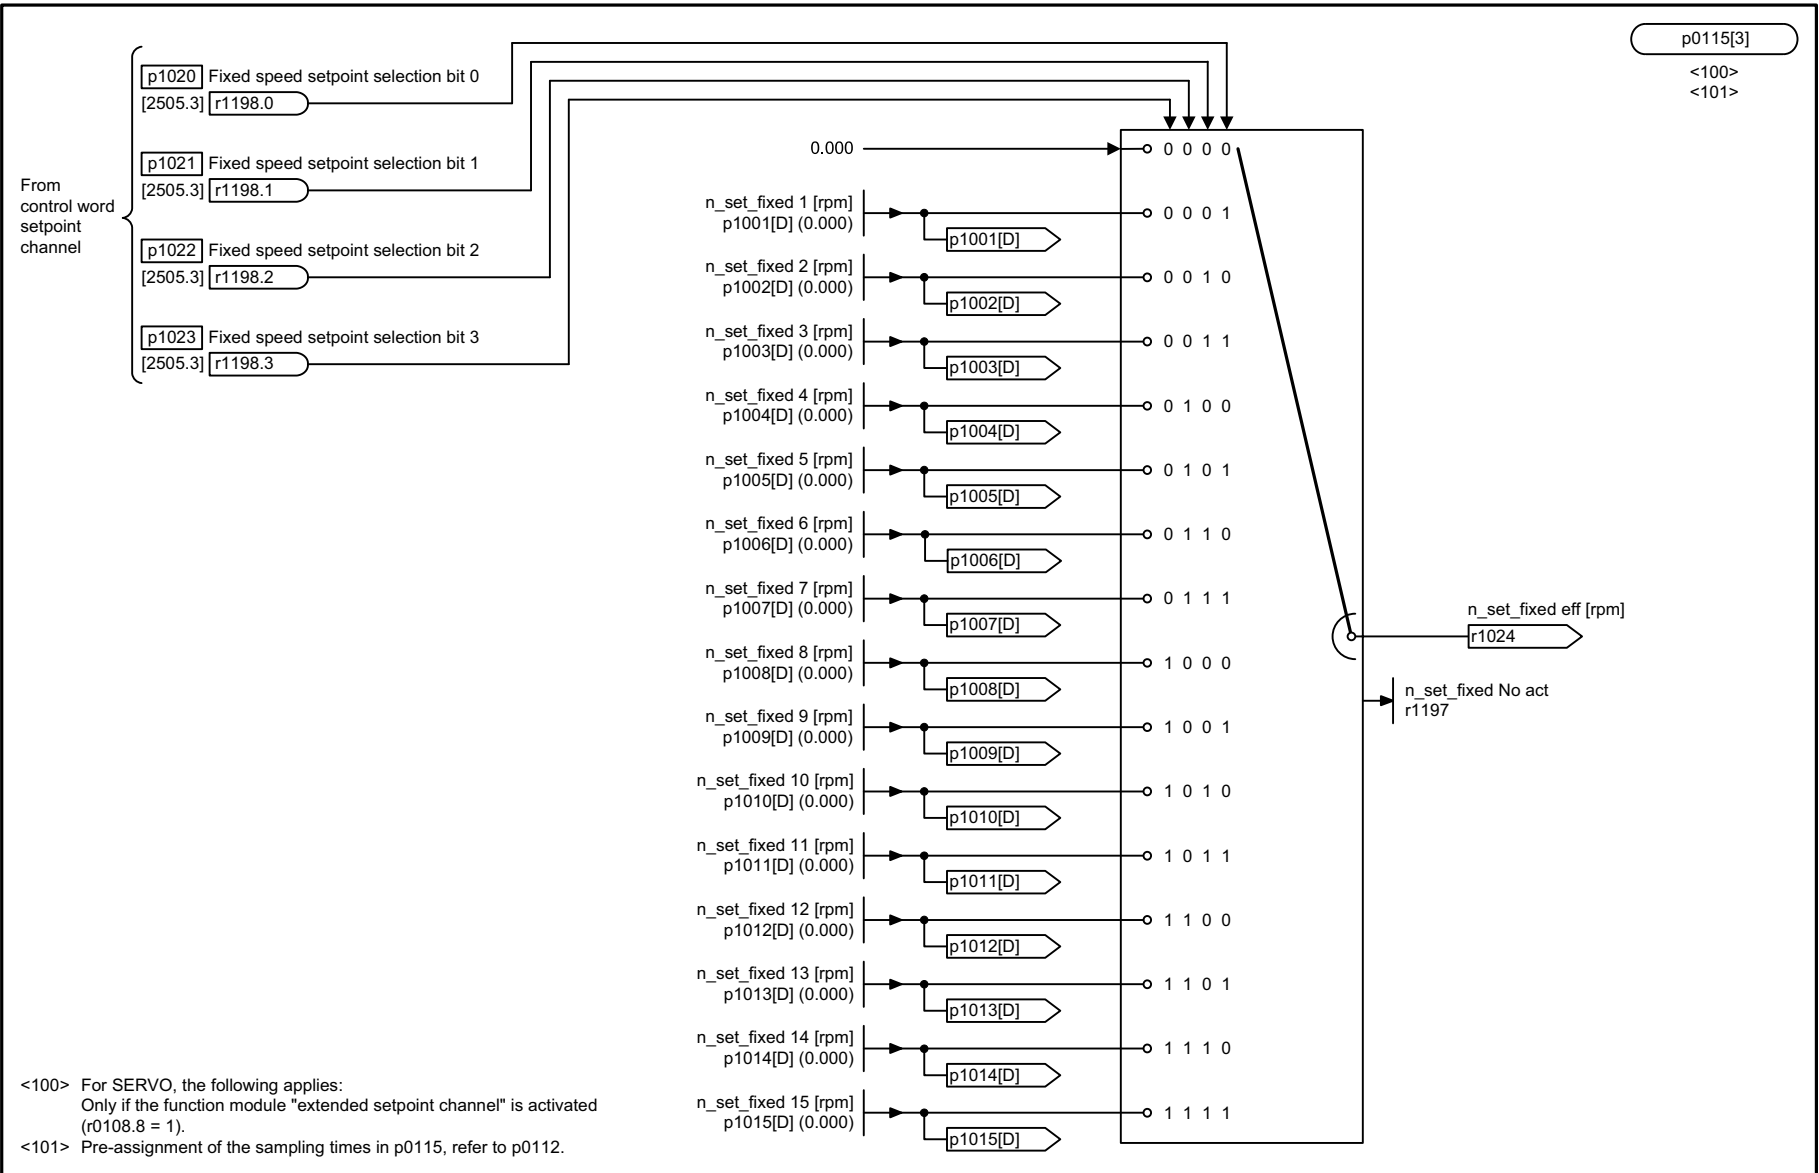 p0115[3]
<100>
<101>
From
control word
setpoint
channel
p1020 Fixed speed setpoint selection bit 0
[2505.3] r1198.0
p1021 Fixed speed setpoint selection bit 1
[2505.3] r1198.1
p1022 Fixed speed setpoint selection bit 2
[2505.3] r1198.2
p1023 Fixed speed setpoint selection bit 3
[2505.3] r1198.3
0.000
0 0 0 0
n_set_fixed 1 [rpm]
p1001[D] (0.000)
p1001[D]
0 0 0 1
n_set_fixed 2 [rpm]
p1002[D] (0.000)
p1002[D]
0 0 1 0
n_set_fixed 3 [rpm]
p1003[D] (0.000)
p1003[D]
0 0 1 1
n_set_fixed 4 [rpm]
p1004[D] (0.000)
p1004[D]
0 1 0 0
n_set_fixed 5 [rpm]
p1005[D] (0.000)
p1005[D]
0 1 0 1
n_set_fixed 6 [rpm]
p1006[D] (0.000)
p1006[D]
0 1 1 0
n_set_fixed 7 [rpm]
p1007[D] (0.000)
p1007[D]
0 1 1 1
n_set_fixed 8 [rpm]
p1008[D] (0.000)
p1008[D]
1 0 0 0
n_set_fixed 9 [rpm]
p1009[D] (0.000)
p1009[D]
1 0 0 1
n_set_fixed 10 [rpm]
p1010[D] (0.000)
p1010[D]
1 0 1 0
n_set_fixed 11 [rpm]
p1011[D] (0.000)
p1011[D]
1 0 1 1
n_set_fixed 12 [rpm]
p1012[D] (0.000)
p1012[D]
1 1 0 0
n_set_fixed 13 [rpm]
p1013[D] (0.000)
p1013[D]
1 1 0 1
n_set_fixed 14 [rpm]
p1014[D] (0.000)
p1014[D]
1 1 1 0
n_set_fixed 15 [rpm]
p1015[D] (0.000)
p1015[D]
1 1 1 1
n_set_fixed eff [rpm]
r1024
n_set_fixed No act
r1197
<100> For SERVO, the following applies:
Only if the function module "extended setpoint channel" is activated
(r0108.8 = 1).
<101> Pre-assignment of the sampling times in p0115, refer to p0112.